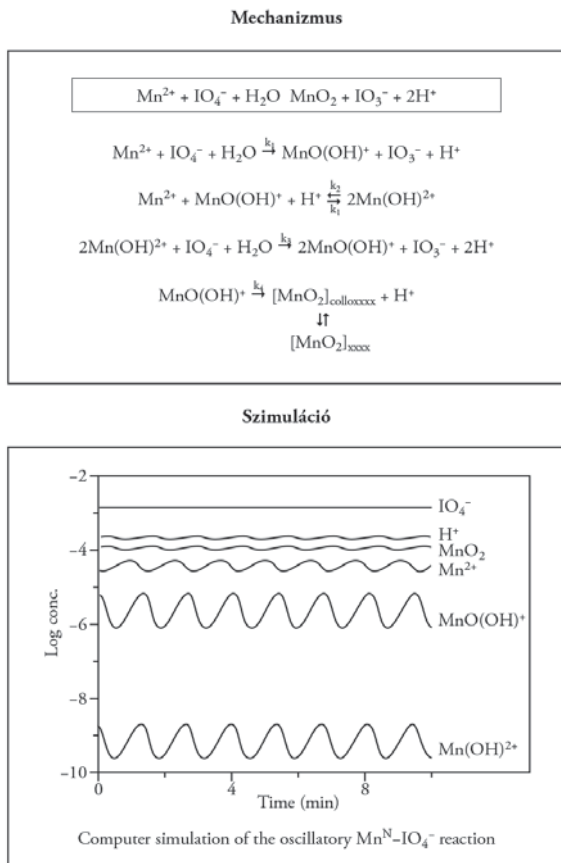 Mechanizmus
Mn²⁺ + IO₄⁻ + H₂O MnO₂ + IO₃⁻ + 2H⁺
Mn²⁺ + IO₄⁻ + H₂O →k₁ MnO(OH)⁺ + IO₃⁻ + H⁺
Mn²⁺ + MnO(OH)⁺ + H⁺ k₂⇄k₁ 2Mn(OH)²⁺
2Mn(OH)²⁺ + IO₄⁻ + H₂O →k₃ 2MnO(OH)⁺ + IO₃⁻ + 2H⁺
MnO(OH)⁺ →k₄ [MnO₂]colloxxxx + H⁺
⇵
[MnO₂]xxxx
Szimuláció
−2
IO₄⁻
H⁺
−4
MnO₂
Mn²⁺
Log conc.
−6
MnO(OH)⁺
−8
Mn(OH)²⁺
−10
0 4 8
Time (min)
Computer simulation of the oscillatory Mnᴺ–IO₄⁻ reaction